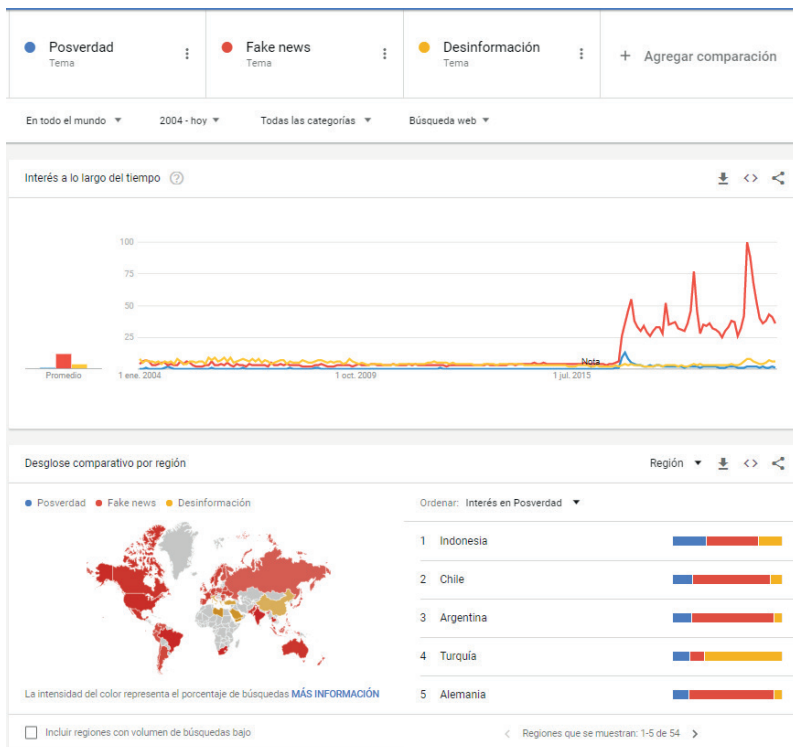 Posverdad Fake news Desinformación + Agregar comparación
Tema Tema Tema
En todo el mundo 2004 - hoy Todas las categorías Búsqueda web
Interés a lo largo del tiempo ?
100
75
50
25
Nota
Promedio 1 ene. 2004 1 oct. 2009 1 jul. 2015
Desglose comparativo por región Región
Posverdad Fake news Desinformación Ordenar: Interés en Posverdad
1 Indonesia
2 Chile
3 Argentina
4 Turquía
5 Alemania
La intensidad del color representa el porcentaje de búsquedas MÁS INFORMACIÓN
Incluir regiones con volumen de búsquedas bajo Regiones que se muestran: 1-5 de 54